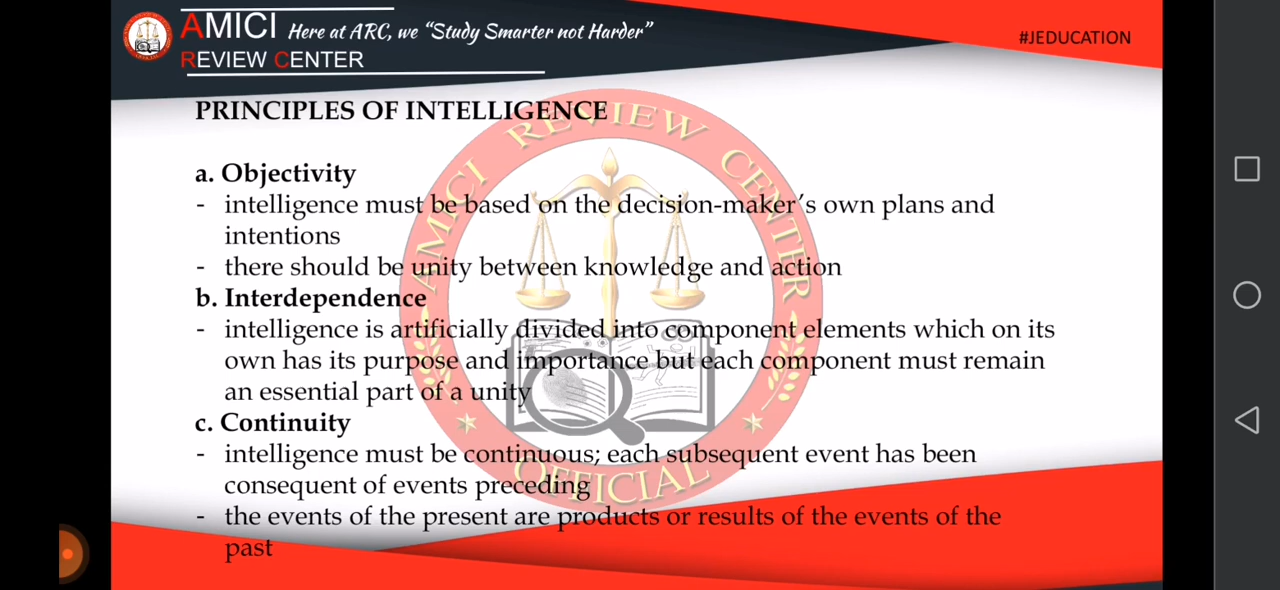 AMICI Here at ARC, we “Study Smarter not Harder”
REVIEW CENTER
#JEDUCATION
PRINCIPLES OF INTELLIGENCE
a. Objectivity
- intelligence must be based on the decision-maker’s own plans and
intentions
- there should be unity between knowledge and action
b. Interdependence
- intelligence is artificially divided into component elements which on its
own has its purpose and importance but each component must remain
an essential part of a unity
c. Continuity
- intelligence must be continuous; each subsequent event has been
consequent of events preceding
- the events of the present are products or results of the events of the
past
AMICI REVIEW CENTER
OFFICIAL